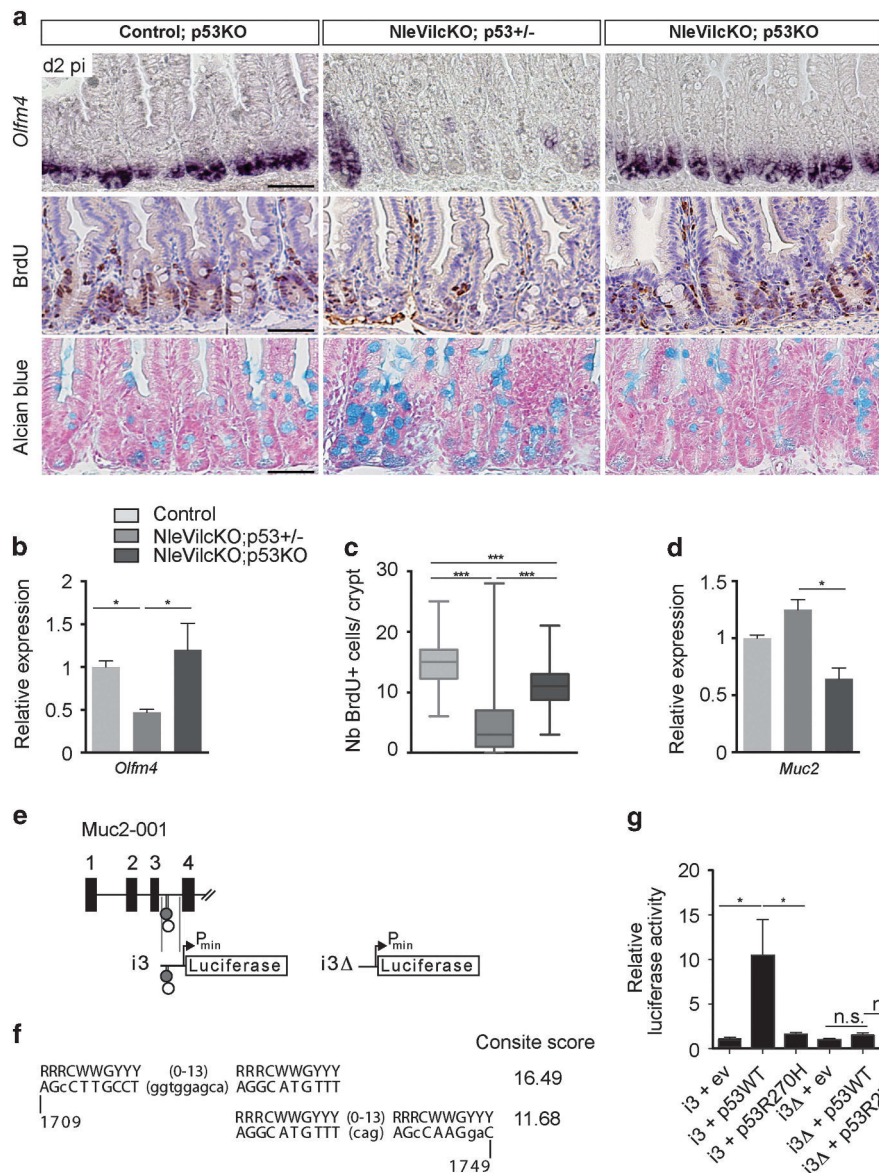 a
Control; p53KO
NleVilcKO; p53+/-
NleVilcKO; p53KO
d2 pi
Olfm4
BrdU
Alcian blue
Control
NleVilcKO;p53+/-
NleVilcKO;p53KO
b
Relative expression
2
1.5
1
0.5
0
* *
Olfm4
c
Nb BrdU+ cells/ crypt
30
20
10
0
***
*** ***
d
Relative expression
1.5
1.0
0.5
0
*
Muc2
e
Muc2-001
1 2 3 4
i3
Pmin
Luciferase
i3Δ
Pmin
Luciferase
f
Consite score
RRRCWWGYYY (0-13) RRRCWWGYYY
AGcCTTGCCT (ggtggagca) AGGCATGTTT
16.49
1709
RRRCWWGYYY (0-13) RRRCWWGYYY
AGGCATGTTT (cag) AGcCAAGgaC
11.68
1749
g
Relative
luciferase activity
20
15
10
5
0
* *
n.s.
i3 + ev
i3 + p53WT
i3 + p53R270H
i3Δ + ev
i3Δ + p53WT